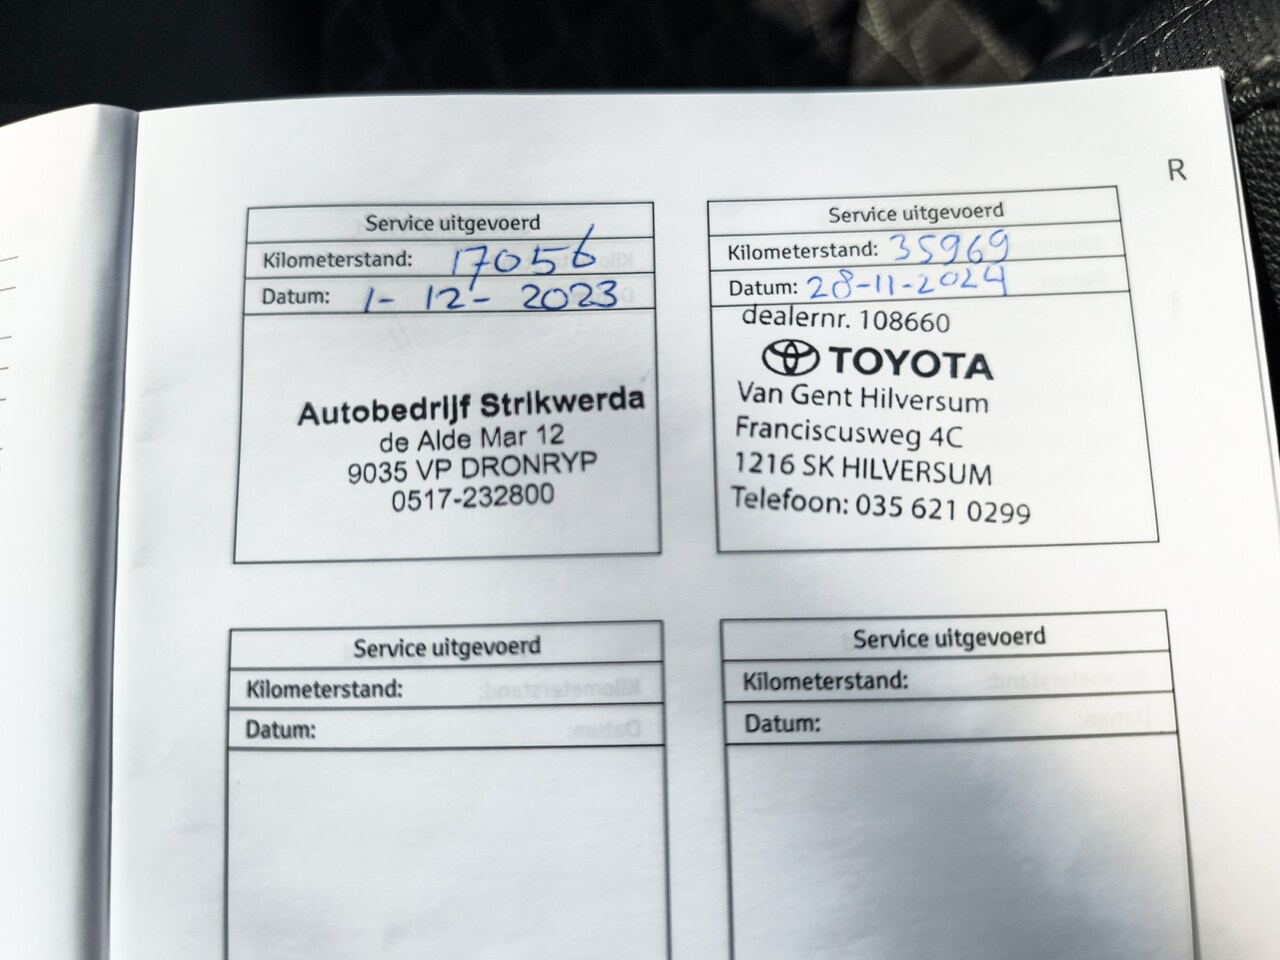 R
Service uitgevoerd
Kilometerstand: 17056
Datum: 1-12-2023
Autobedrijf Strikwerda
de Alde Mar 12
9035 VP DRONRYP
0517-232800
Service uitgevoerd
Kilometerstand: 35969
Datum: 28-11-2024
dealernr. 108660
TOYOTA
Van Gent Hilversum
Franciscusweg 4C
1216 SK HILVERSUM
Telefoon: 035 621 0299
Service uitgevoerd
Kilometerstand:
Datum:
Service uitgevoerd
Kilometerstand:
Datum: